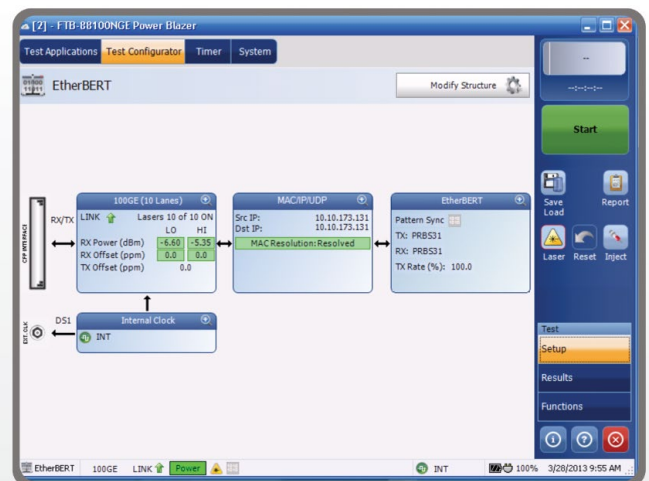 [2] - FTB-88100NGE Power Blazer
Test Applications Test Configurator Timer System
EtherBERT
Modify Structure
--
--:--:--
Start
Save Load
Report
Laser Reset Inject
100GE (10 Lanes)
RX/TX
LINK Lasers 10 of 10 ON
LO HI
RX Power (dBm) -6.60 -5.35
RX Offset (ppm) 0.0 0.0
TX Offset (ppm) 0.0
CFP INTERFACE
MAC/IP/UDP
Src IP: 10.10.173.131
Dst IP: 10.10.173.131
MAC Resolution: Resolved
EtherBERT
Pattern Sync
TX: PRBS31
RX: PRBS31
TX Rate (%): 100.0
DS1
EXT. CLK
Internal Clock
INT
Test
Setup
Results
Functions
EtherBERT 100GE LINK Power INT 100% 3/28/2013 9:55 AM